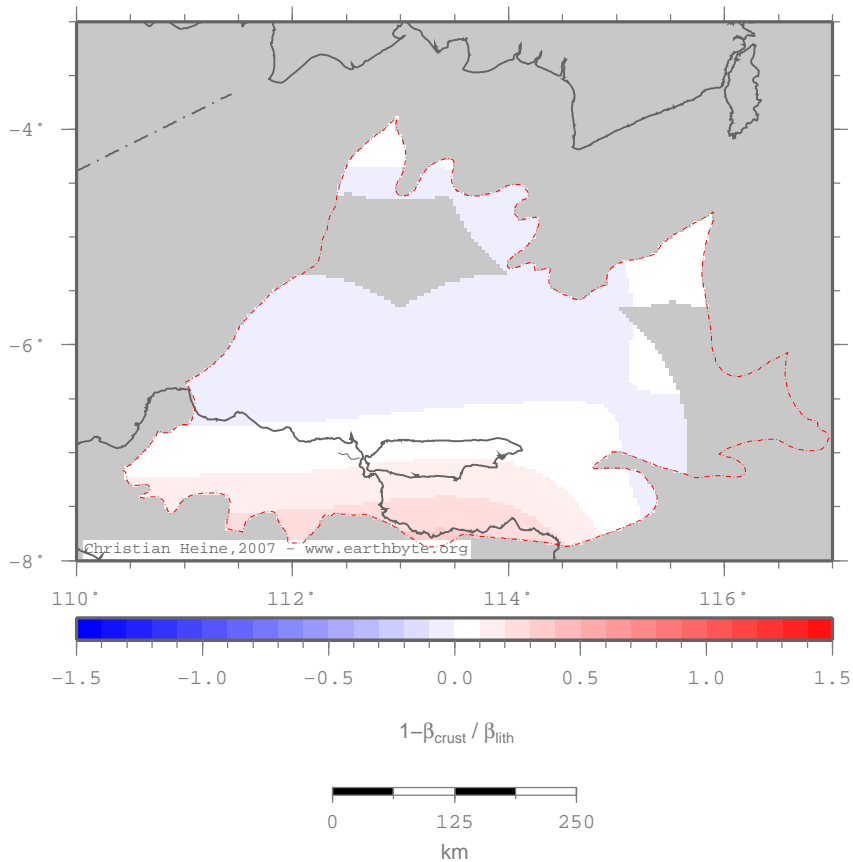 −4°
−6°
−8°
Christian Heine,2007 − www.earthbyte.org
110° 112° 114° 116°
−1.5 −1.0 −0.5 0.0 0.5 1.0 1.5
1−βcrust / βlith
0 125 250
km